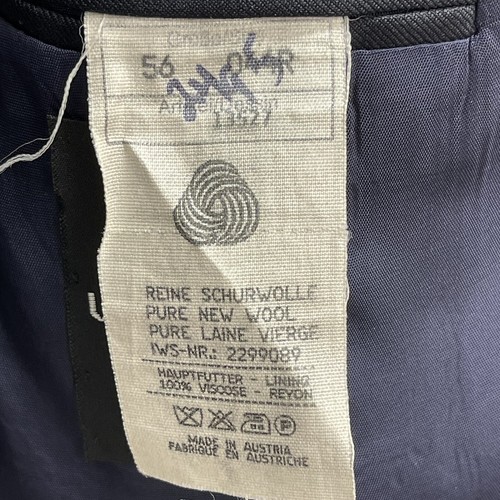 56
13577
REINE SCHURWOLLE
PURE NEW WOOL
PURE LAINE VIERGE
IWS-NR.: 2299089
HAUPTFUTTER - LINING
100% VISCOSE - REYON
MADE IN AUSTRIA
FABRIQUE EN AUTRICHE